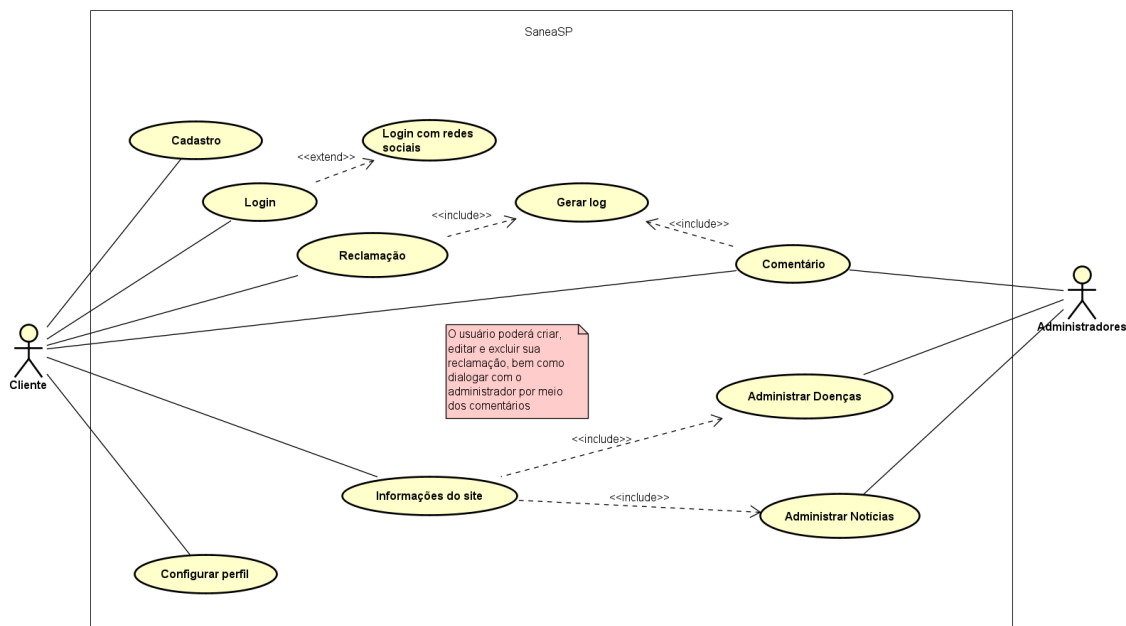 SaneaSP
Cadastro
Login com redes
sociais
<<extend>>
Login
Gerar log
<<include>>
<<include>>
Reclamação
Comentário
Administradores
O usuário poderá criar,
editar e excluir sua
reclamação, bem como
dialogar com o
administrador por meio
dos comentários
Cliente
Administrar Doenças
<<include>>
Informações do site
<<include>>
Administrar Notícias
Configurar perfil